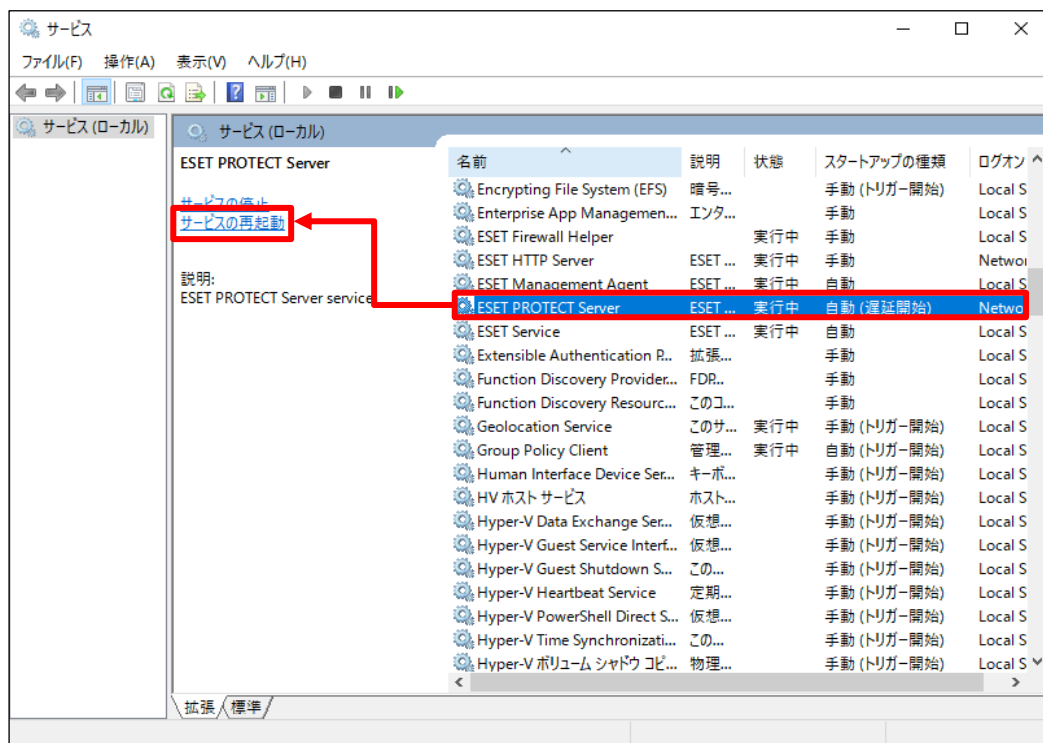 サービス
ファイル(F) 操作(A) 表示(V) ヘルプ(H)
サービス (ローカル)
サービス (ローカル)
ESET PROTECT Server
サービスの停止
サービスの再起動
説明:
ESET PROTECT Server service
名前 説明 状態 スタートアップの種類 ログオン
Encrypting File System (EFS) 暗号... 手動 (トリガー開始) Local S
Enterprise App Managemen... エンタ... 手動 Local S
ESET Firewall Helper 実行中 手動 Local S
ESET HTTP Server ESET ... 実行中 手動 Networ
ESET Management Agent ESET ... 実行中 自動 Local S
ESET PROTECT Server ESET ... 実行中 自動 (遅延開始) Netwo
ESET Service ESET ... 実行中 自動 Local S
Extensible Authentication P... 拡張... 手動 Local S
Function Discovery Provider... FDP... 手動 Local S
Function Discovery Resourc... このコ... 手動 Local S
Geolocation Service このサ... 実行中 手動 (トリガー開始) Local S
Group Policy Client 管理... 実行中 自動 (トリガー開始) Local S
Human Interface Device Ser... キーボ... 手動 (トリガー開始) Local S
HV ホスト サービス ホスト... 手動 (トリガー開始) Local S
Hyper-V Data Exchange Ser... 仮想... 手動 (トリガー開始) Local S
Hyper-V Guest Service Interf... 仮想... 手動 (トリガー開始) Local S
Hyper-V Guest Shutdown S... この... 手動 (トリガー開始) Local S
Hyper-V Heartbeat Service 定期... 手動 (トリガー開始) Local S
Hyper-V PowerShell Direct S... 仮想... 手動 (トリガー開始) Local S
Hyper-V Time Synchronizati... この... 手動 (トリガー開始) Local S
Hyper-V ボリューム シャドウ コピ... 物理... 手動 (トリガー開始) Local S
拡張 標準